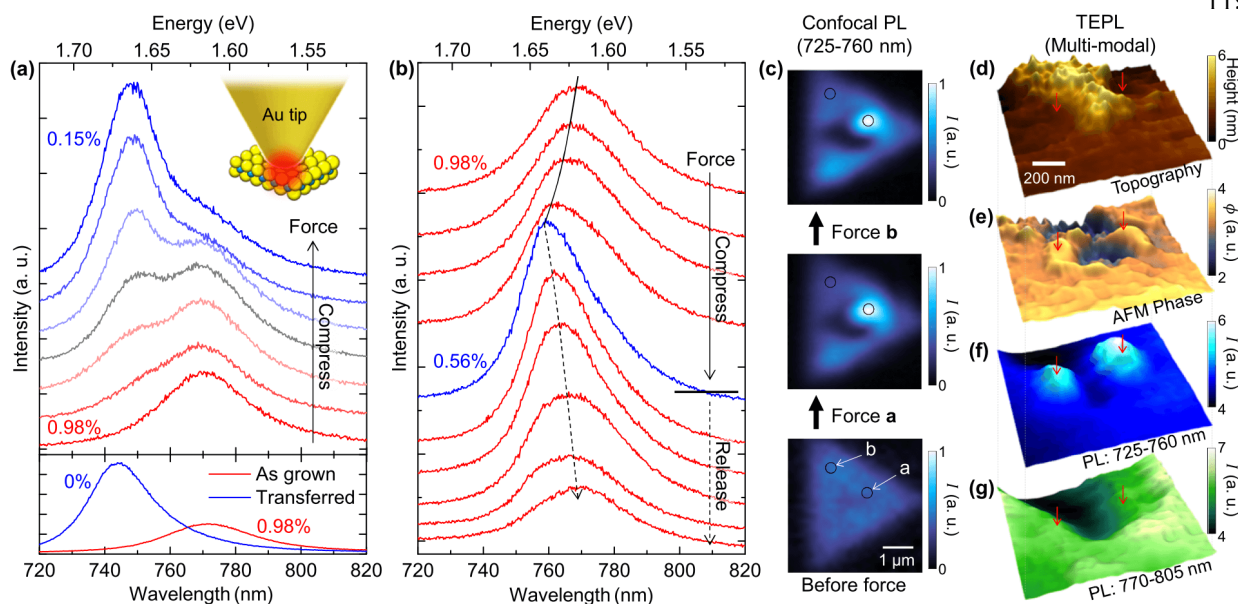 Energy (eV)
1.70 1.65 1.60 1.55
(a)
Au tip
0.15%
Force
Compress
0.98%
0%
As grown
Transferred
0.98%
Intensity (a. u.)
720 740 760 780 800 820
Wavelength (nm)
Energy (eV)
1.70 1.65 1.60 1.55
(b)
0.98%
Force
Compress
0.56%
Release
Intensity (a. u.)
720 740 760 780 800 820
Wavelength (nm)
Confocal PL
(725-760 nm)
(c)
1
I (a. u.)
0
Force b
1
I (a. u.)
0
Force a
b
a
1
I (a. u.)
0
1 µm
Before force
TEPL
(Multi-modal)
(d)
6
Height (nm)
0
200 nm
Topography
(e)
4
ϕ (a. u.)
2
AFM Phase
(f)
6
I (a. u.)
4
PL: 725-760 nm
(g)
7
I (a. u.)
4
PL: 770-805 nm